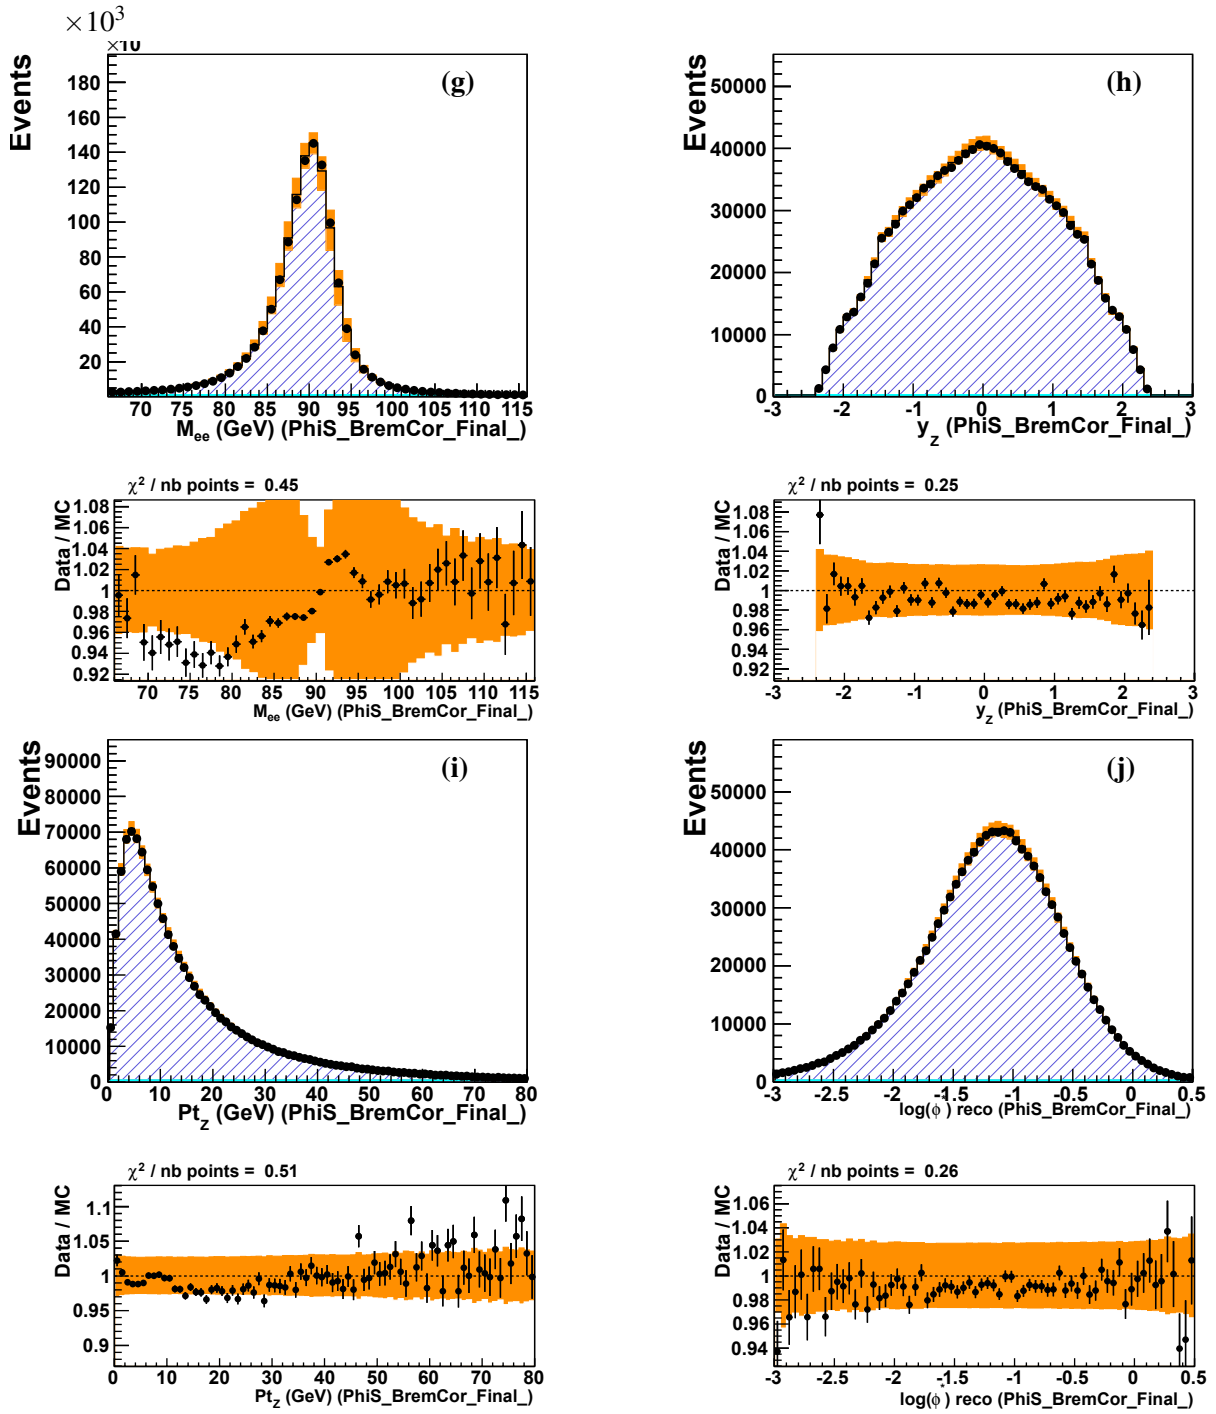 ×10³
×10
Events
(g)
180
160
140
120
100
80
60
40
20
70 75 80 85 90 95 100 105 110 115
M_ee (GeV) (PhiS_BremCor_Final_)
Events
(h)
50000
40000
30000
20000
10000
0
-3 -2 -1 0 1 2 3
y_Z (PhiS_BremCor_Final_)
χ² / nb points = 0.45
Data / MC
1.08
1.06
1.04
1.02
1
0.98
0.96
0.94
0.92
70 75 80 85 90 95 100 105 110 115
M_ee (GeV) (PhiS_BremCor_Final_)
χ² / nb points = 0.25
Data / MC
1.08
1.06
1.04
1.02
1
0.98
0.96
0.94
0.92
-3 -2 -1 0 1 2 3
y_Z (PhiS_BremCor_Final_)
Events
(i)
90000
80000
70000
60000
50000
40000
30000
20000
10000
0
0 10 20 30 40 50 60 70 80
Pt_Z (GeV) (PhiS_BremCor_Final_)
Events
(j)
50000
40000
30000
20000
10000
0
-3 -2.5 -2 -1.5 -1 -0.5 0 0.5
log(ϕ*) reco (PhiS_BremCor_Final_)
χ² / nb points = 0.51
Data / MC
1.1
1.05
1
0.95
0.9
0 10 20 30 40 50 60 70 80
Pt_Z (GeV) (PhiS_BremCor_Final_)
χ² / nb points = 0.26
Data / MC
1.06
1.04
1.02
1
0.98
0.96
0.94
-3 -2.5 -2 -1.5 -1 -0.5 0 0.5
log(ϕ*) reco (PhiS_BremCor_Final_)